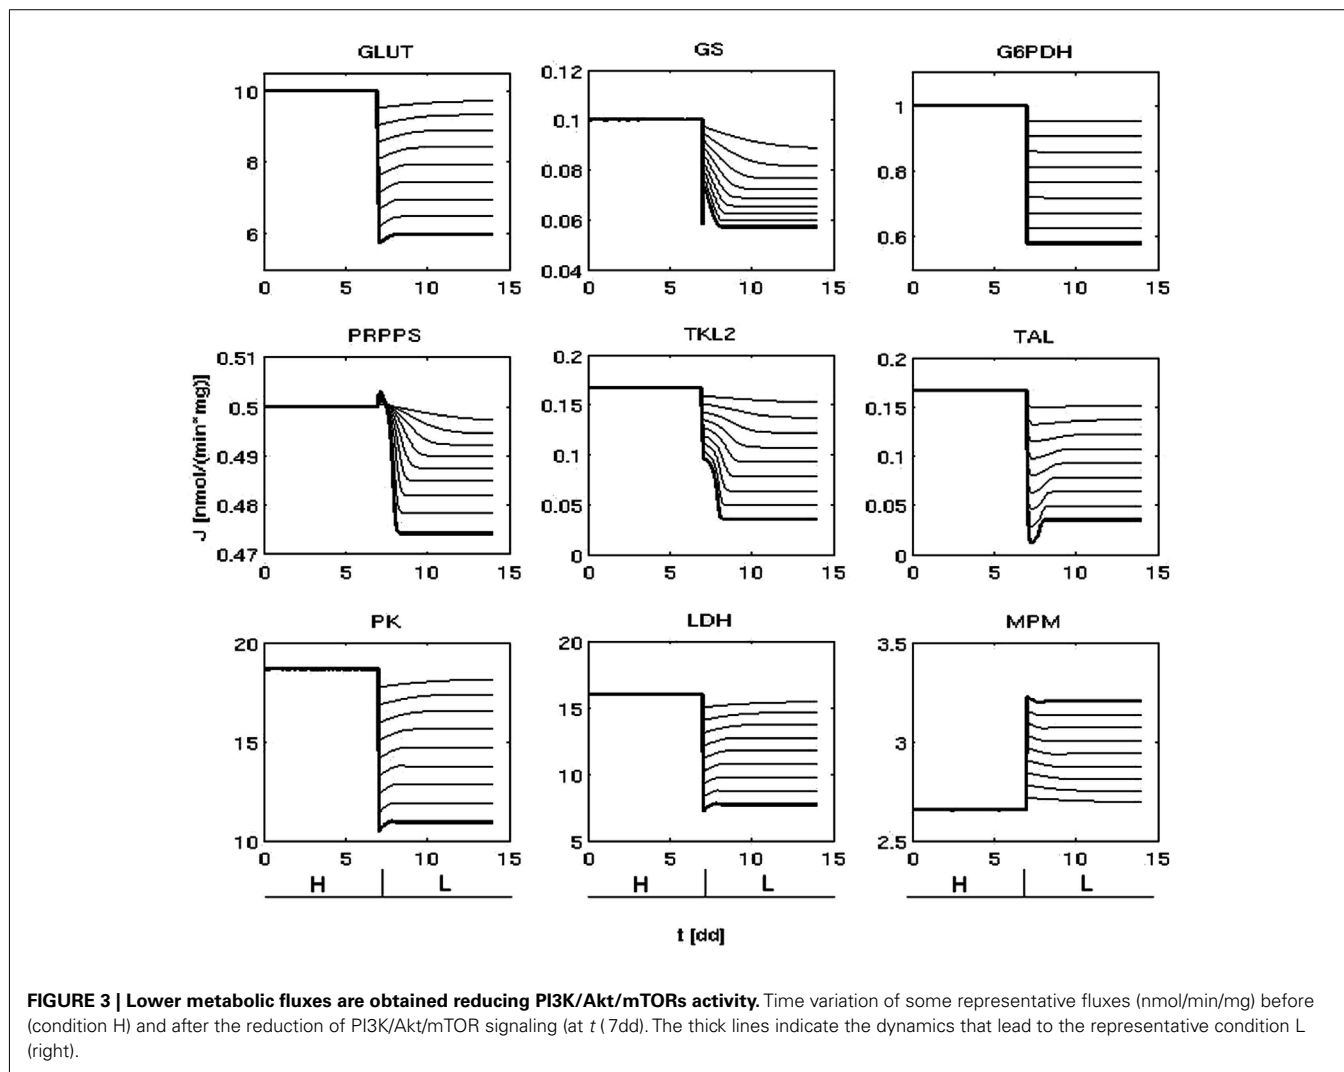 GLUT GS G6PDH
10
8
6
0 5 10 15
0.12
0.1
0.08
0.06
0.04
0 5 10 15
1
0.8
0.6
0 5 10 15
PRPPS TKL2 TAL
J [nmol/(min*mg)]
0.51
0.5
0.49
0.48
0.47
0 5 10 15
0.2
0.15
0.1
0.05
0
0 5 10 15
0.2
0.15
0.1
0.05
0
0 5 10 15
PK LDH MPM
20
15
10
0 5 10 15
20
15
10
5
0 5 10 15
3.5
3
2.5
0 5 10 15
H L H L H L
t [dd]
FIGURE 3 | Lower metabolic fluxes are obtained reducing PI3K/Akt/mTORs activity. Time variation of some representative fluxes (nmol/min/mg) before
(condition H) and after the reduction of PI3K/Akt/mTOR signaling (at t ( 7dd). The thick lines indicate the dynamics that lead to the representative condition L
(right).